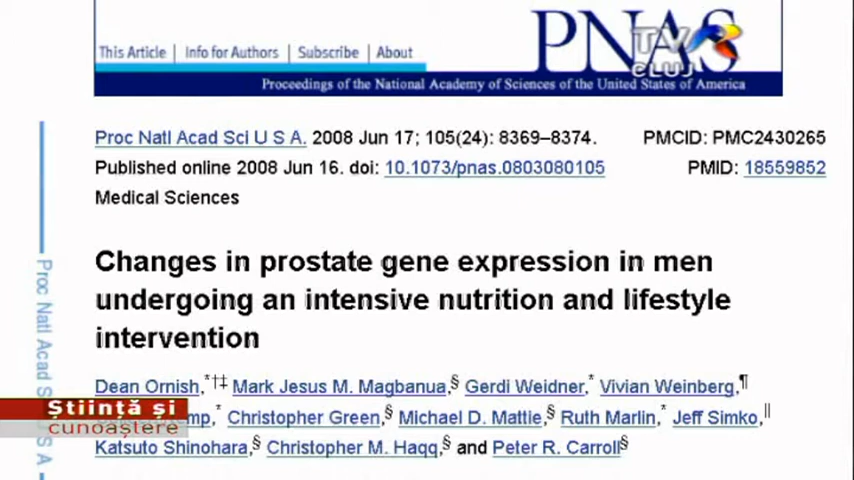 PNAS
TV
CLUJ
This Article | Info for Authors | Subscribe | About
Proceedings of the National Academy of Sciences of the United States of America
Proc Natl Acad Sci U S A. 2008 Jun 17; 105(24): 8369–8374.
PMCID: PMC2430265
Published online 2008 Jun 16. doi: 10.1073/pnas.0803080105
PMID: 18559852
Medical Sciences
Changes in prostate gene expression in men
undergoing an intensive nutrition and lifestyle
intervention
Dean Ornish,*†‡ Mark Jesus M. Magbanua,§ Gerdi Weidner,* Vivian Weinberg,¶
Christopher Green,§ Michael D. Mattie,§ Ruth Marlin,* Jeff Simko,||
Katsuto Shinohara,§ Christopher M. Haqq,§ and Peter R. Carroll§
Proc Natl Acad S
U S A
Știință și
cunoaștere